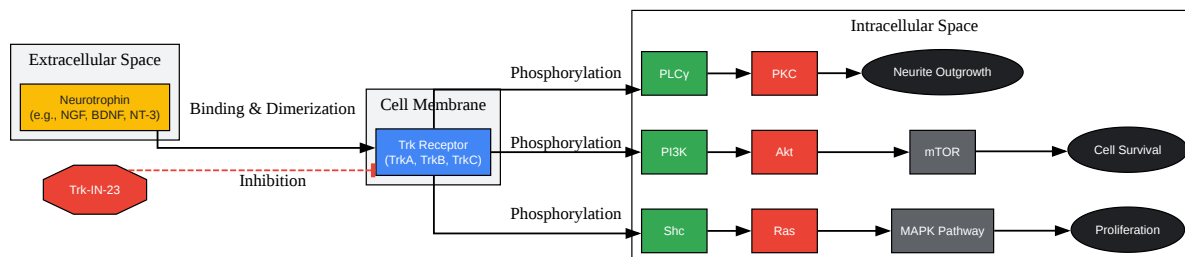 Intracellular Space
Extracellular Space
Neurotrophin
(e.g., NGF, BDNF, NT-3)
Binding & Dimerization
Cell Membrane
Trk Receptor
(TrkA, TrkB, TrkC)
Trk-IN-23
Inhibition
Phosphorylation
PLCγ
PKC
Neurite Outgrowth
Phosphorylation
PI3K
Akt
mTOR
Cell Survival
Phosphorylation
Shc
Ras
MAPK Pathway
Proliferation